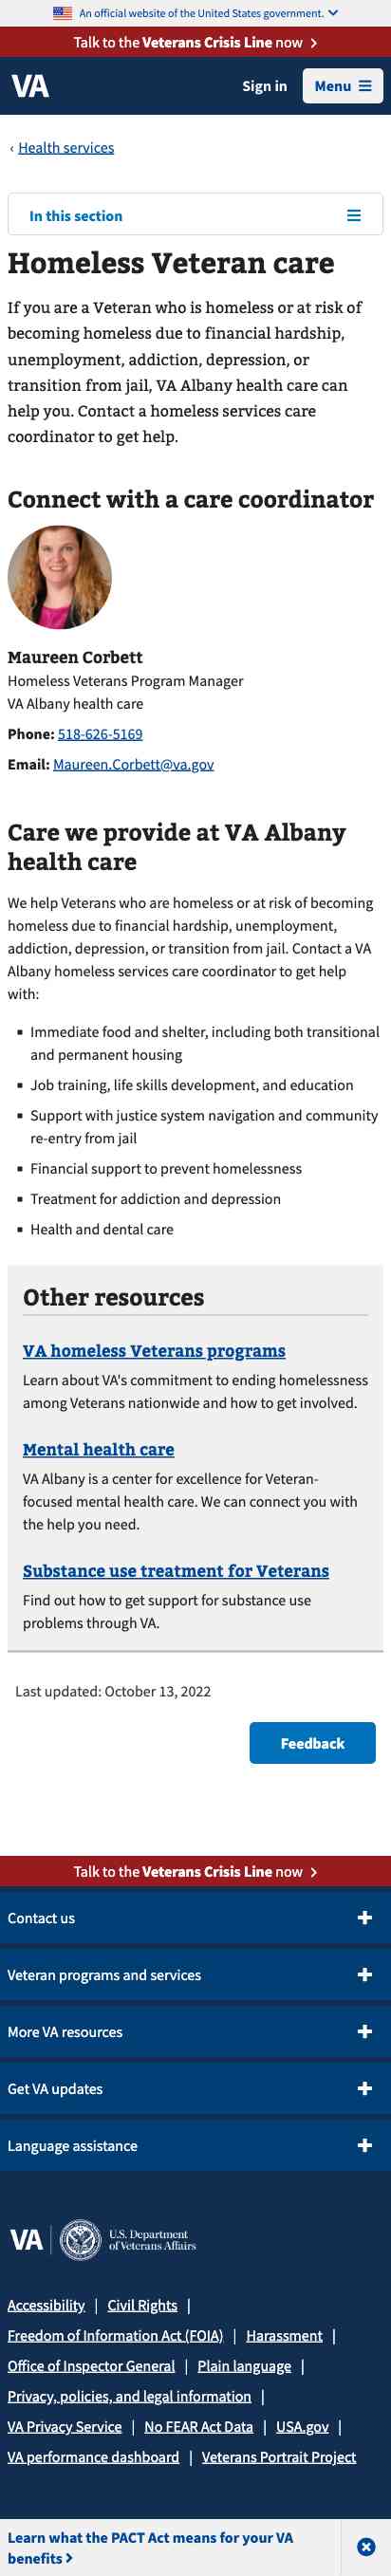 An official website of the United States government.
Talk to the Veterans Crisis Line now
VA
Sign in
Menu
‹ Health services
In this section
Homeless Veteran care
If you are a Veteran who is homeless or at risk of
becoming homeless due to financial hardship,
unemployment, addiction, depression, or
transition from jail, VA Albany health care can
help you. Contact a homeless services care
coordinator to get help.
Connect with a care coordinator
Maureen Corbett
Homeless Veterans Program Manager
VA Albany health care
Phone: 518-626-5169
Email: Maureen.Corbett@va.gov
Care we provide at VA Albany
health care
We help Veterans who are homeless or at risk of becoming
homeless due to financial hardship, unemployment,
addiction, depression, or transition from jail. Contact a VA
Albany homeless services care coordinator to get help
with:
▪ Immediate food and shelter, including both transitional
and permanent housing
▪ Job training, life skills development, and education
▪ Support with justice system navigation and community
re-entry from jail
▪ Financial support to prevent homelessness
▪ Treatment for addiction and depression
▪ Health and dental care
Other resources
VA homeless Veterans programs
Learn about VA's commitment to ending homelessness
among Veterans nationwide and how to get involved.
Mental health care
VA Albany is a center for excellence for Veteran-
focused mental health care. We can connect you with
the help you need.
Substance use treatment for Veterans
Find out how to get support for substance use
problems through VA.
Last updated: October 13, 2022
Feedback
Talk to the Veterans Crisis Line now
Contact us
Veteran programs and services
More VA resources
Get VA updates
Language assistance
VA
U.S. Department
of Veterans Affairs
Accessibility | Civil Rights |
Freedom of Information Act (FOIA) | Harassment |
Office of Inspector General | Plain language |
Privacy, policies, and legal information |
VA Privacy Service | No FEAR Act Data | USA.gov |
VA performance dashboard | Veterans Portrait Project
Learn what the PACT Act means for your VA
benefits